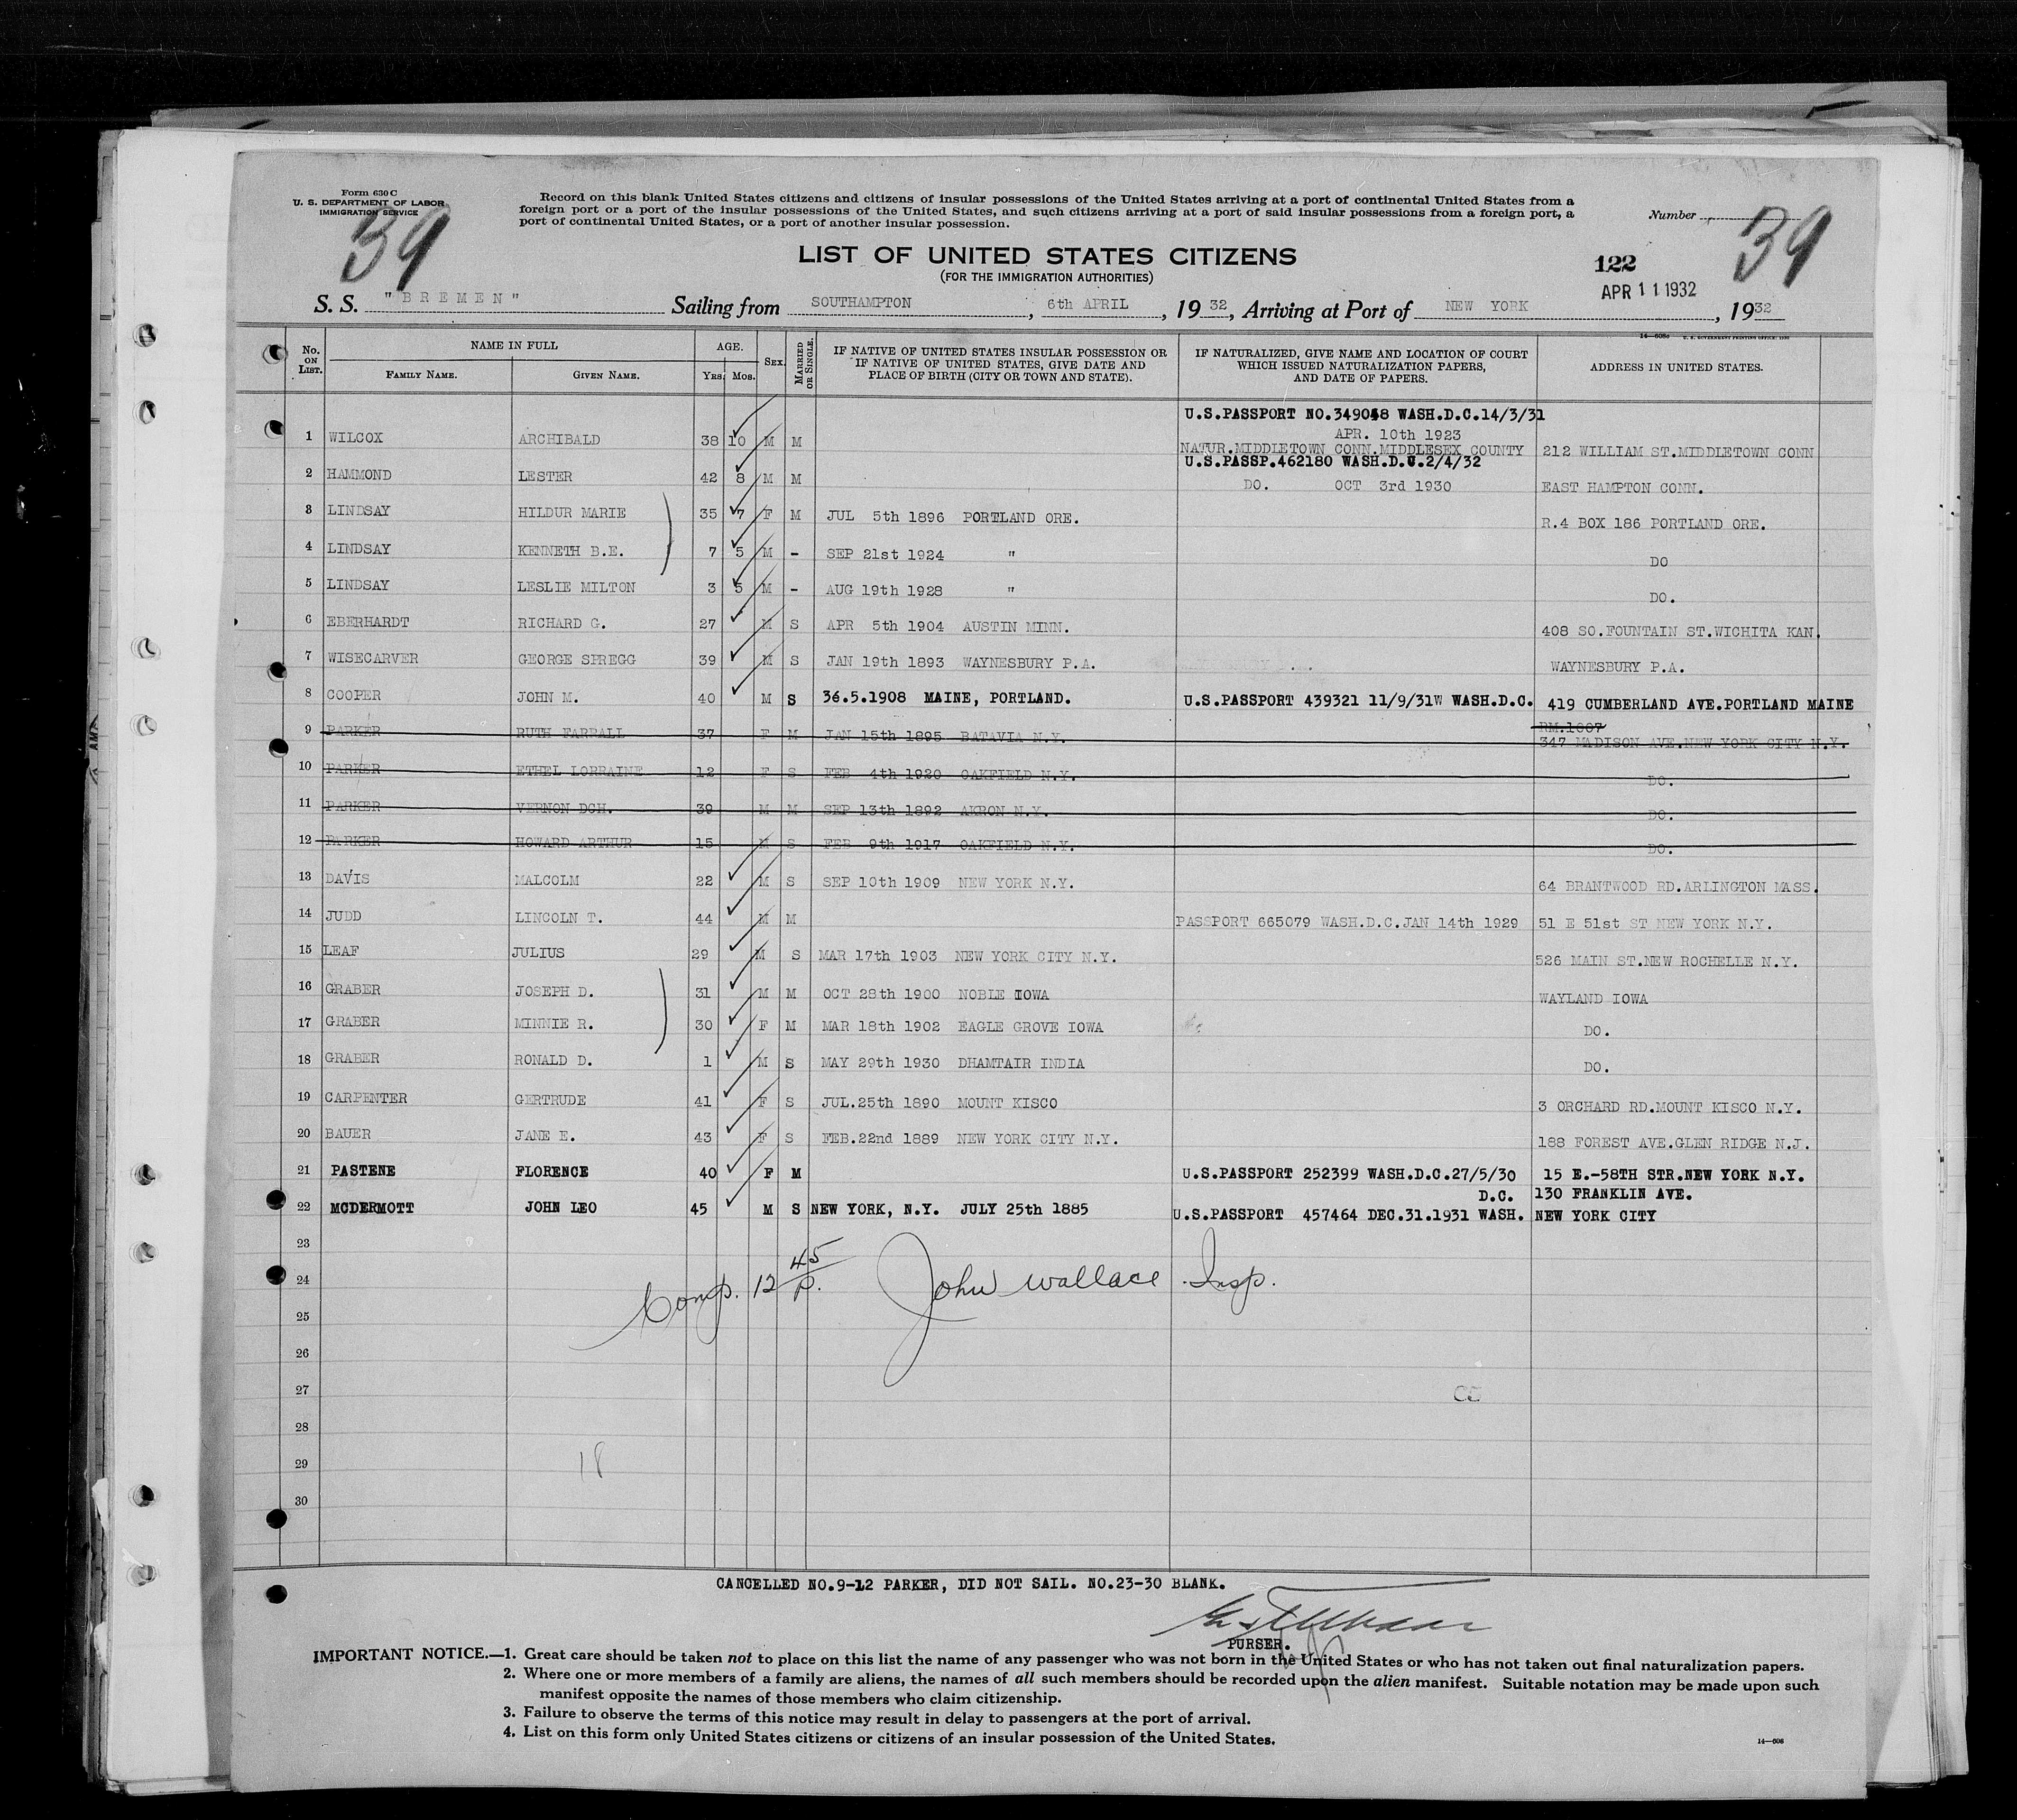 Form 630 C
U. S. DEPARTMENT OF LABOR
IMMIGRATION SERVICE
39
Record on this blank United States citizens and citizens of insular possessions of the United States arriving at a port of continental United States from a
foreign port or a port of the insular possessions of the United States, and such citizens arriving at a port of said insular possessions from a foreign port, a
port of continental United States, or a port of another insular possession.
Number
39
LIST OF UNITED STATES CITIZENS
(FOR THE IMMIGRATION AUTHORITIES)
122
APR 11 1932
S. S. "BREMEN" Sailing from SOUTHAMPTON, 6th APRIL, 1932, Arriving at Port of NEW YORK, 1932
No. ON LIST. NAME IN FULL FAMILY NAME. GIVEN NAME. AGE. YRS. MOS. SEX. MARRIED OR SINGLE. IF NATIVE OF UNITED STATES INSULAR POSSESSION OR IF NATIVE OF UNITED STATES, GIVE DATE AND PLACE OF BIRTH (CITY OR TOWN AND STATE). IF NATURALIZED, GIVE NAME AND LOCATION OF COURT WHICH ISSUED NATURALIZATION PAPERS, AND DATE OF PAPERS. ADDRESS IN UNITED STATES.
U.S.PASSPORT NO.349048 WASH.D.C.14/3/31
APR. 10th 1923
1 WILCOX ARCHIBALD 38 10 M M NATUR.MIDDLETOWN CONN.MIDDLESEX COUNTY 212 WILLIAM ST.MIDDLETOWN CONN
U.S.PASSP.462180 WASH.D.C.2/4/32
2 HAMMOND LESTER 42 8 M M DO. OCT 3rd 1930 EAST HAMPTON CONN.
3 LINDSAY HILDUR MARIE 35 7 F M JUL 5th 1896 PORTLAND ORE. R.4 BOX 186 PORTLAND ORE.
4 LINDSAY KENNETH B.E. 7 5 M - SEP 21st 1924 " DO
5 LINDSAY LESLIE MILTON 3 5 M - AUG 19th 1928 " DO.
6 EBERHARDT RICHARD G. 27 M S APR 5th 1904 AUSTIN MINN. 408 SO.FOUNTAIN ST.WICHITA KAN.
7 WISECARVER GEORGE SPREGG 39 M S JAN 19th 1893 WAYNESBURY P.A. WAYNESBURY P.A.
8 COOPER JOHN M. 40 M S 36.5.1908 MAINE, PORTLAND. U.S.PASSPORT 439321 11/9/31W WASH.D.C. 419 CUMBERLAND AVE.PORTLAND MAINE
RM.1007
9 PARKER RUTH FARRALL 37 F M JAN 15th 1895 BATAVIA N.Y. 347 MADISON AVE.NEW YORK CITY N.Y.
10 PARKER ETHEL LORRAINE 12 F S FEB 4th 1920 OAKFIELD N.Y. DO.
11 PARKER VERNON DCH. 39 M M SEP 13th 1892 AKRON N.Y. DO.
12 PARKER HOWARD ARTHUR 15 M S FEB 9th 1917 OAKFIELD N.Y. DO.
13 DAVIS MALCOLM 22 M S SEP 10th 1909 NEW YORK N.Y. 64 BRANTWOOD RD.ARLINGTON MASS.
14 JUDD LINCOLN T. 44 M M PASSPORT 665079 WASH.D.C.JAN 14th 1929 51 E 51st ST NEW YORK N.Y.
15 LEAF JULIUS 29 M S MAR 17th 1903 NEW YORK CITY N.Y. 526 MAIN ST.NEW ROCHELLE N.Y.
16 GRABER JOSEPH D. 31 M M OCT 28th 1900 NOBLE IOWA WAYLAND IOWA
17 GRABER MINNIE R. 30 F M MAR 18th 1902 EAGLE GROVE IOWA DO.
18 GRABER RONALD D. 1 M S MAY 29th 1930 DHAMTAIR INDIA DO.
19 CARPENTER GERTRUDE 41 F S JUL.25th 1890 MOUNT KISCO 3 ORCHARD RD.MOUNT KISCO N.Y.
20 BAUER JANE E. 43 F S FEB.22nd 1889 NEW YORK CITY N.Y. 188 FOREST AVE.GLEN RIDGE N.J.
21 PASTENE FLORENCE 40 F M U.S.PASSPORT 252399 WASH.D.C.27/5/30 15 E.-58TH STR.NEW YORK N.Y.
D.C. 130 FRANKLIN AVE.
22 MCDERMOTT JOHN LEO 45 M S NEW YORK, N.Y. JULY 25th 1885 U.S.PASSPORT 457464 DEC.31.1931 WASH. NEW YORK CITY
23
24 Comp. 12 45/p. John Wallace Insp.
25
26
27
28
29 18
30
CANCELLED NO.9-12 PARKER, DID NOT SAIL. NO.23-30 BLANK.
PURSER.
IMPORTANT NOTICE.—1. Great care should be taken not to place on this list the name of any passenger who was not born in the United States or who has not taken out final naturalization papers.
2. Where one or more members of a family are aliens, the names of all such members should be recorded upon the alien manifest. Suitable notation may be made upon such
manifest opposite the names of those members who claim citizenship.
3. Failure to observe the terms of this notice may result in delay to passengers at the port of arrival.
4. List on this form only United States citizens or citizens of an insular possession of the United States.
14—608